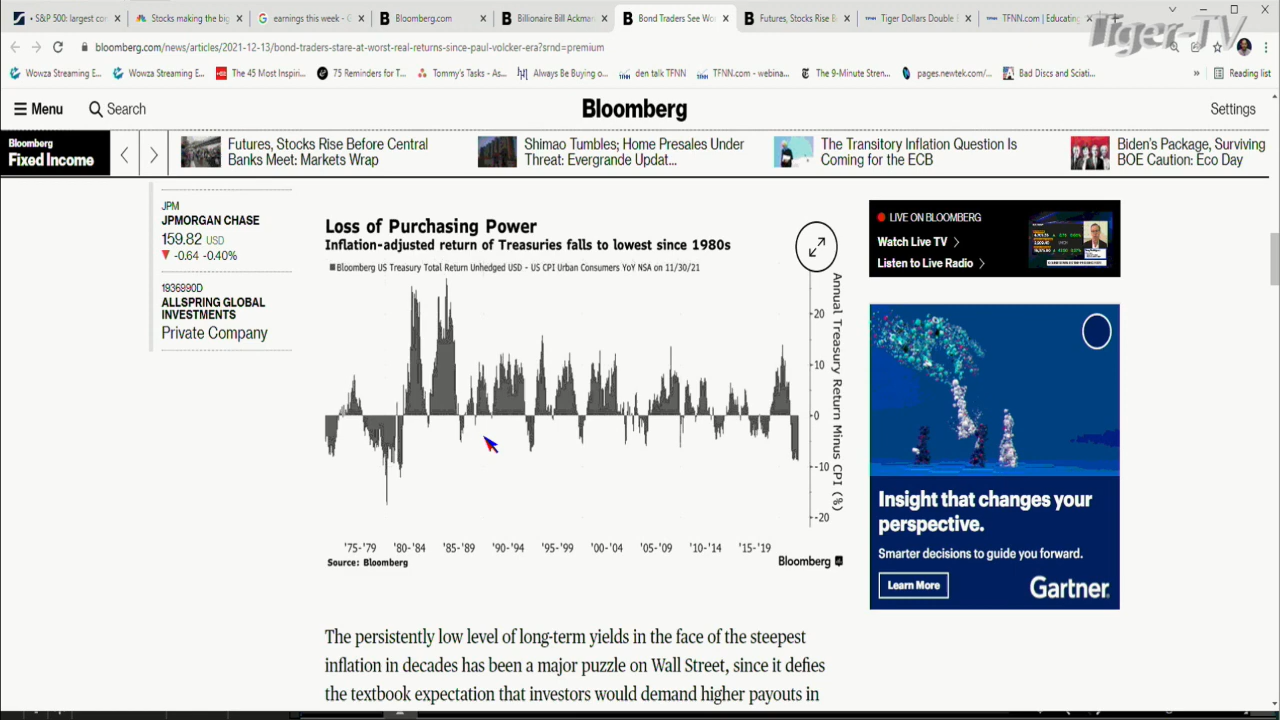 S&P 500: largest cor
Stocks making the big
earnings this week - G
Bloomberg.com
Billionaire Bill Ackman
Bond Traders See Wo
Futures, Stocks Rise B
Tiger Dollars Double
TFNN.com | Educating
Tiger-TV
bloomberg.com/news/articles/2021-12-13/bond-traders-stare-at-worst-real-returns-since-paul-volcker-era?srnd=premium
Wowza Streaming E...
Wowza Streaming E...
The 45 Most Inspiri...
75 Reminders for T...
Tommy's Tasks - As...
Always Be Buying o...
den talk TFNN
TFNN.com - webina...
The 9-Minute Stren...
pages.newtek.com/...
Bad Discs and Sciati...
»
Reading list
Menu
Search
Bloomberg
Settings
Bloomberg
Fixed Income
Futures, Stocks Rise Before Central
Banks Meet: Markets Wrap
Shimao Tumbles; Home Presales Under
Threat: Evergrande Updat...
The Transitory Inflation Question Is
Coming for the ECB
Biden's Package, Surviving
BOE Caution: Eco Day
JPM
JPMORGAN CHASE
159.82 USD
▼ -0.64 -0.40%
1936990D
ALLSPRING GLOBAL
INVESTMENTS
Private Company
Loss of Purchasing Power
Inflation-adjusted return of Treasuries falls to lowest since 1980s
Bloomberg US Treasury Total Return Unhedged USD - US CPI Urban Consumers YoY NSA on 11/30/21
20
10
0
-10
-20
Annual Treasury Return Minus CPI (%)
'75-'79 '80-'84 '85-'89 '90-'94 '95-'99 '00-'04 '05-'09 '10-'14 '15-'19
Source: Bloomberg
Bloomberg
LIVE ON BLOOMBERG
Watch Live TV
Listen to Live Radio
Insight that changes your
perspective.
Smarter decisions to guide you forward.
Learn More
Gartner
The persistently low level of long-term yields in the face of the steepest
inflation in decades has been a major puzzle on Wall Street, since it defies
the textbook expectation that investors would demand higher payouts in